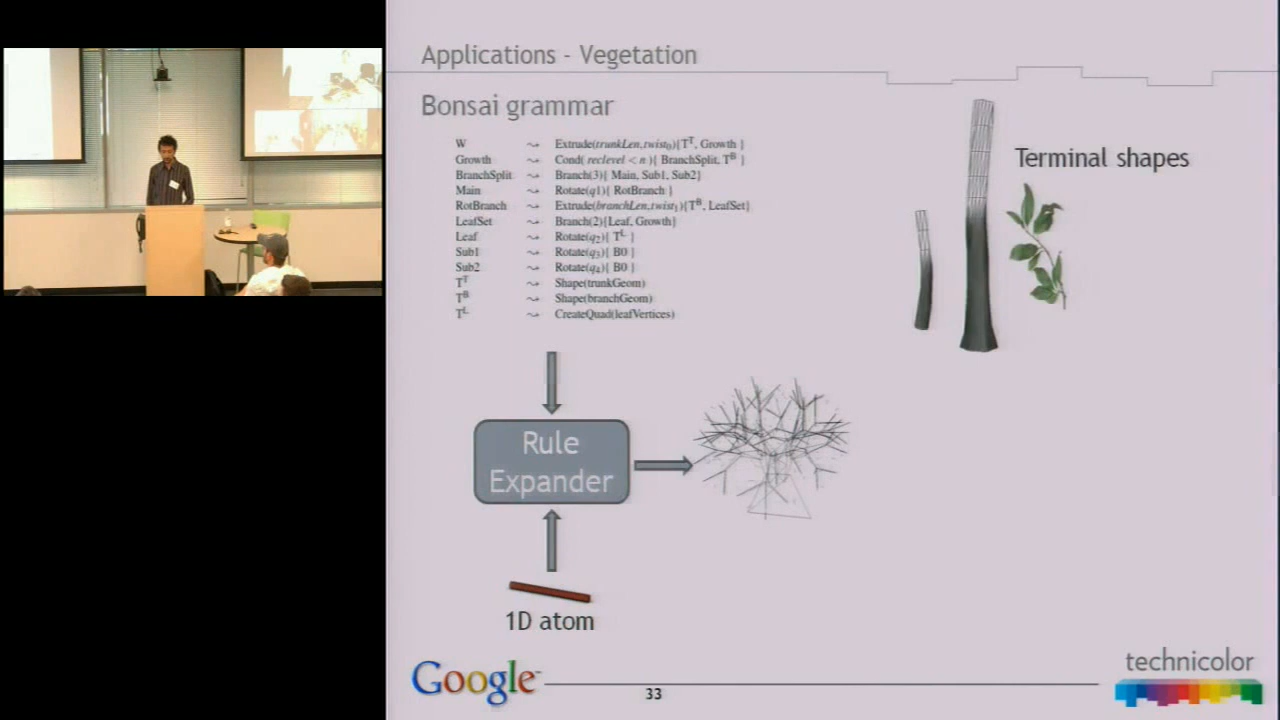 Applications - Vegetation
Bonsai grammar
W ⤳ Extrude(trunkLen,twist₀){Tᵀ, Growth }
Growth ⤳ Cond( reclevel < n ){ BranchSplit, Tᴮ }
BranchSplit ⤳ Branch(3){ Main, Sub1, Sub2}
Main ⤳ Rotate(q1){ RotBranch }
RotBranch ⤳ Extrude(branchLen,twist₁){Tᴮ, LeafSet}
LeafSet ⤳ Branch(2){Leaf, Growth}
Leaf ⤳ Rotate(q₂){ Tᴸ }
Sub1 ⤳ Rotate(q₃){ B0 }
Sub2 ⤳ Rotate(q₄){ B0 }
Tᵀ ⤳ Shape(trunkGeom)
Tᴮ ⤳ Shape(branchGeom)
Tᴸ ⤳ CreateQuad(leafVertices)
Terminal shapes
Rule
Expander
1D atom
Google™
33
technicolor